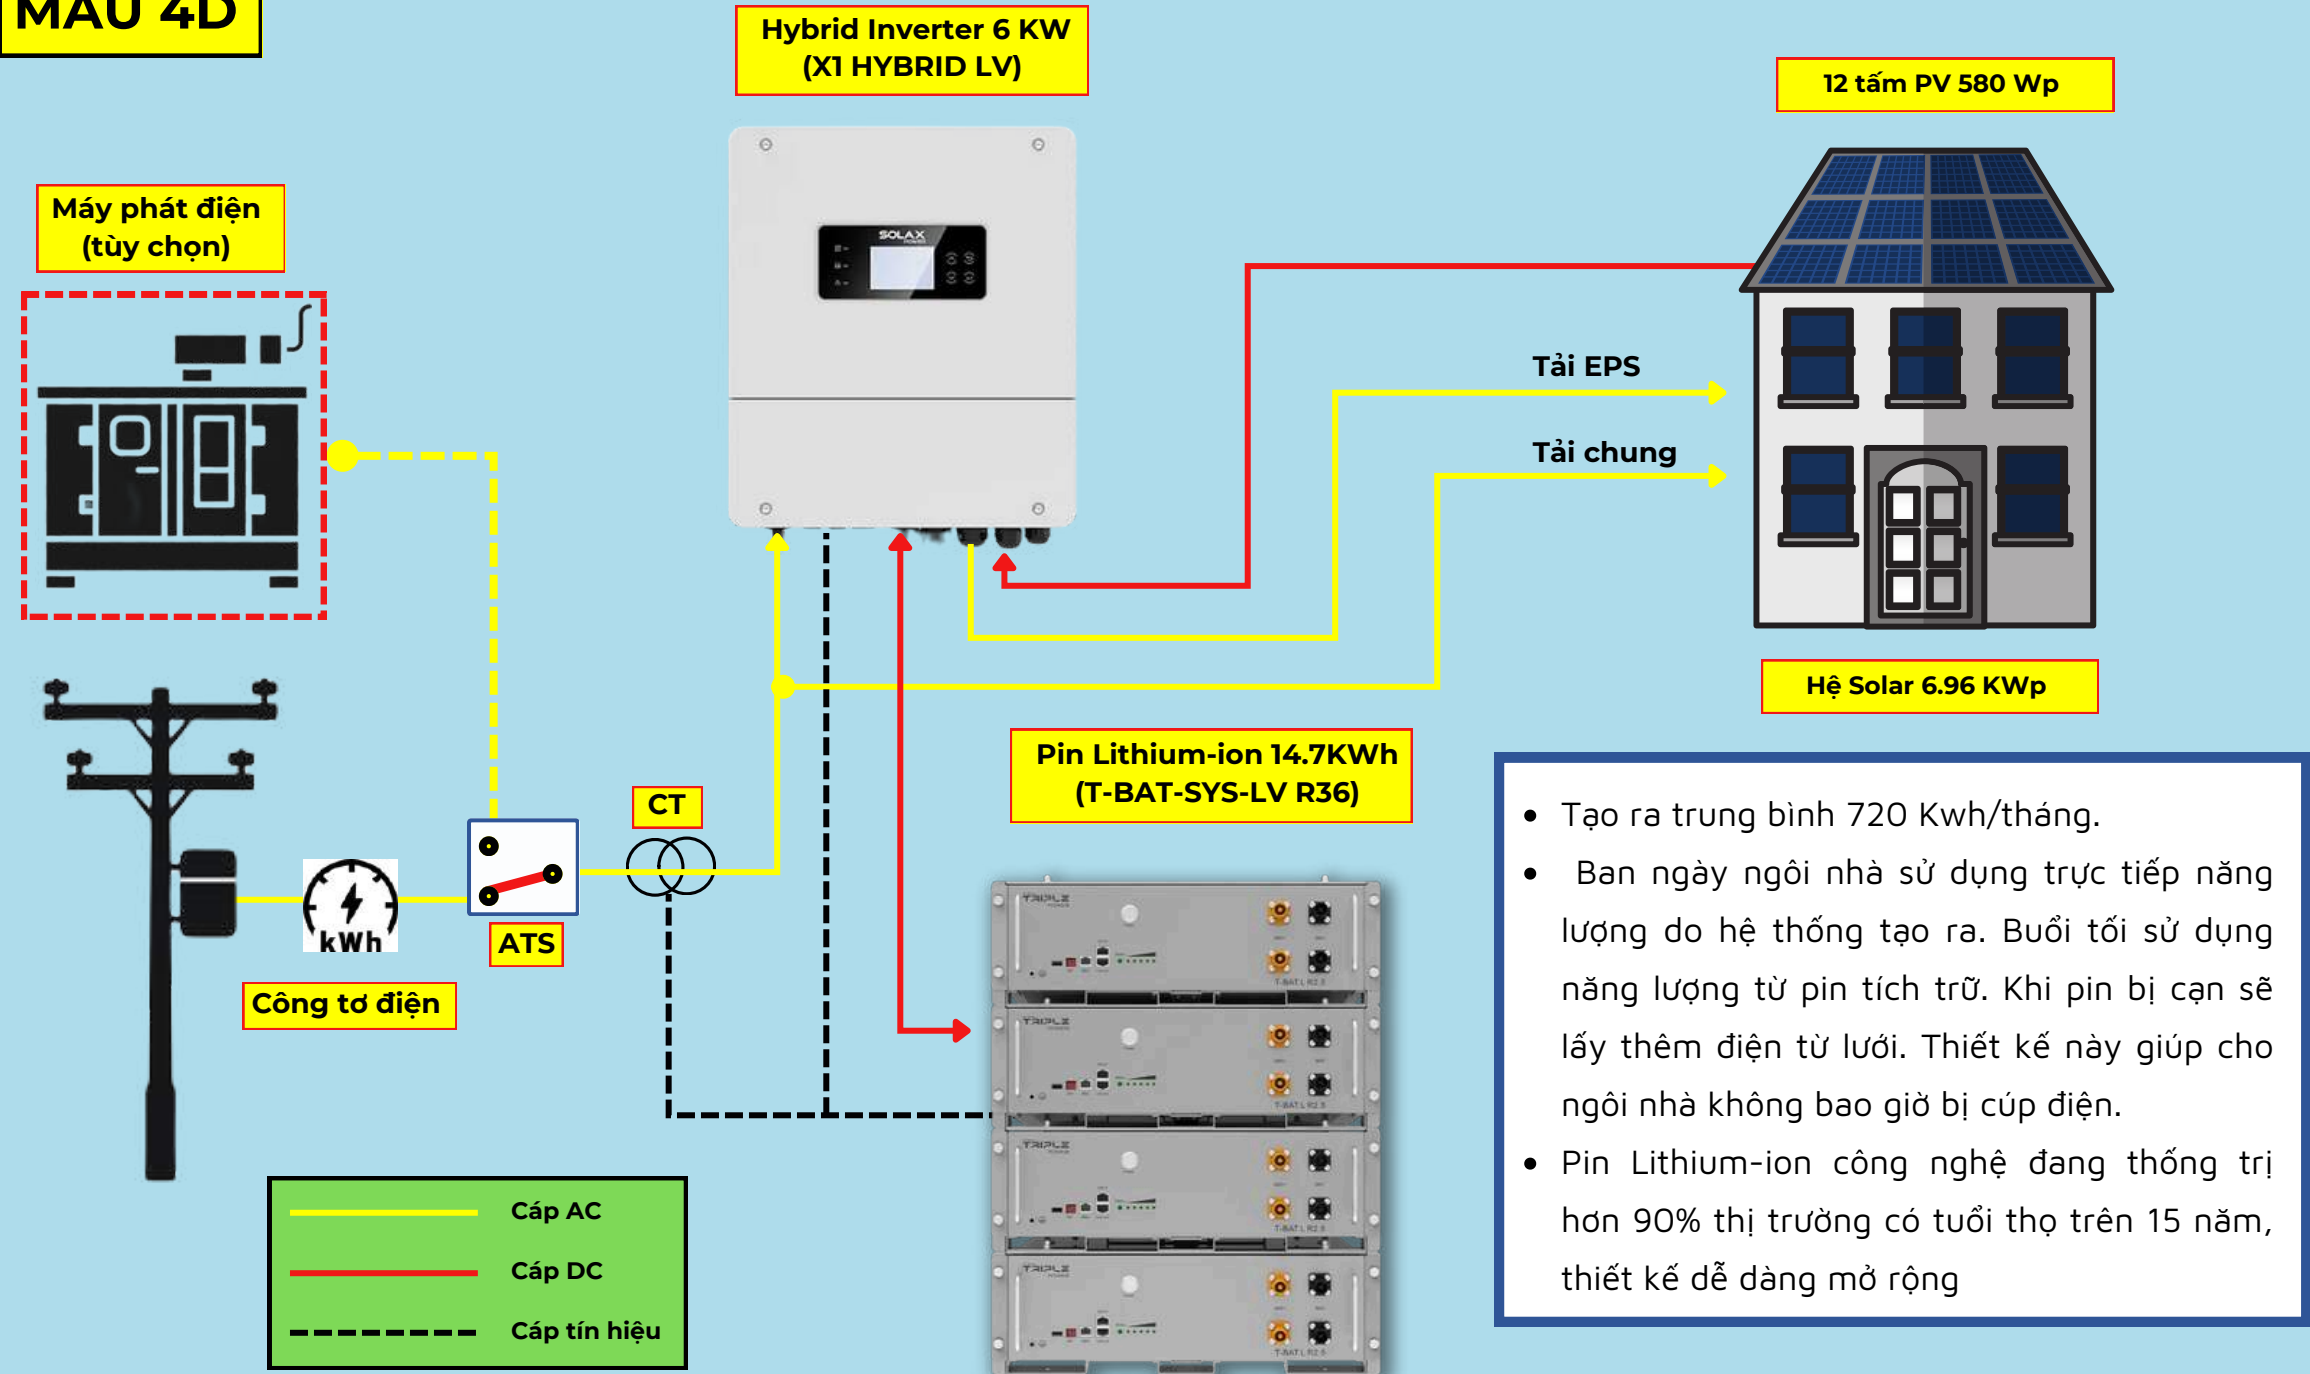 MẪU 4D
Hybrid Inverter 6 KW
(X1 HYBRID LV)
12 tấm PV 580 Wp
Máy phát điện
(tùy chọn)
SOLAX
POWER
Tải EPS
Tải chung
Hệ Solar 6.96 KWp
Pin Lithium-ion 14.7KWh
(T-BAT-SYS-LV R36)
CT
ATS
kWh
Công tơ điện
TRIPLE
TRIPLE
TRIPLE
TRIPLE
Cáp AC
Cáp DC
Cáp tín hiệu
Tạo ra trung bình 720 Kwh/tháng.
Ban ngày ngôi nhà sử dụng trực tiếp năng
lượng do hệ thống tạo ra. Buổi tối sử dụng
năng lượng từ pin tích trữ. Khi pin bị cạn sẽ
lấy thêm điện từ lưới. Thiết kế này giúp cho
ngôi nhà không bao giờ bị cúp điện.
Pin Lithium-ion công nghệ đang thống trị
hơn 90% thị trường có tuổi thọ trên 15 năm,
thiết kế dễ dàng mở rộng